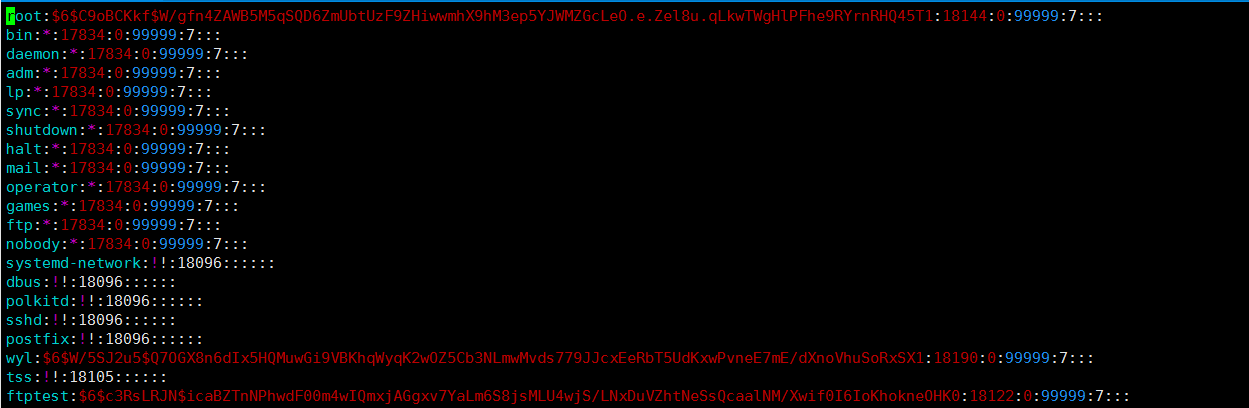 root:$6$C9oBCKkf$W/gfn4ZAWB5M5qSQD6ZmUbtUzF9ZHiwwmhX9hM3ep5YJWMZGcLeO.e.Zel8u.qLkwTWgHlPFhe9RYrnRHQ45T1:18144:0:99999:7:::
bin:*:17834:0:99999:7:::
daemon:*:17834:0:99999:7:::
adm:*:17834:0:99999:7:::
lp:*:17834:0:99999:7:::
sync:*:17834:0:99999:7:::
shutdown:*:17834:0:99999:7:::
halt:*:17834:0:99999:7:::
mail:*:17834:0:99999:7:::
operator:*:17834:0:99999:7:::
games:*:17834:0:99999:7:::
ftp:*:17834:0:99999:7:::
nobody:*:17834:0:99999:7:::
systemd-network:!!:18096::::::
dbus:!!:18096::::::
polkitd:!!:18096::::::
sshd:!!:18096::::::
postfix:!!:18096::::::
wyl:$6$W/5SJ2u5$Q7OGX8n6dIx5HQMuwGi9VBKhqWyqK2wOZ5Cb3NLmwMvds779JJcxEeRbT5UdKxwPvneE7mE/dXnoVhuSoRxSX1:18190:0:99999:7:::
tss:!!:18105::::::
ftptest:$6$c3RsLRJN$icaBZTnNPhwdF00m4wIQmxjAGgxv7YaLm6S8jsMLU4wjS/LNxDuVZhtNeSsQcaalNM/Xwif0I6IoKhokneOHK0:18122:0:99999:7:::